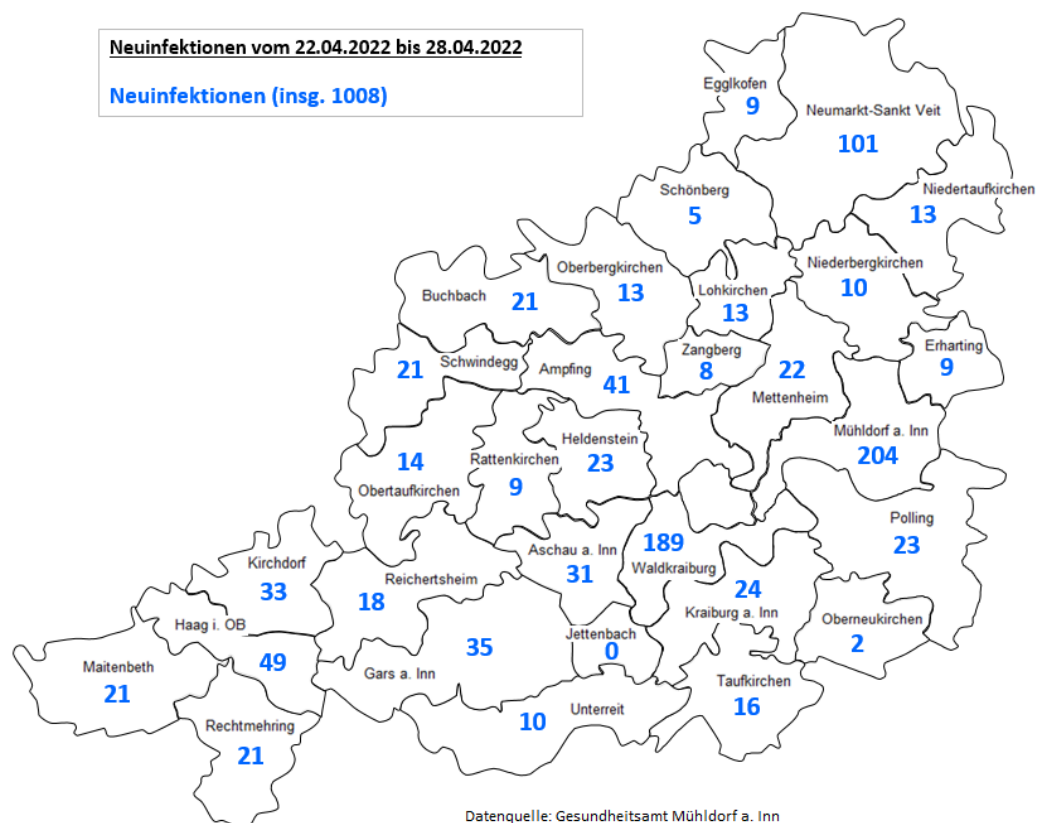 Neuinfektionen vom 22.04.2022 bis 28.04.2022
Neuinfektionen (insg. 1008)
Egglkofen
9
Neumarkt-Sankt Veit
101
Schönberg
5
Niedertaufkirchen
13
Oberbergkirchen
13
Niederbergkirchen
10
Buchbach
21
Lohkirchen
13
Schwindegg
21
Ampfing
41
Zangberg
8
22
Mettenheim
Erharting
9
Mühldorf a. Inn
204
Heldenstein
23
Rattenkirchen
9
14
Obertaufkirchen
Polling
23
Aschau a. Inn
31
189
Waldkraiburg
Kirchdorf
33
Reichertsheim
18
24
Kraiburg a. Inn
Oberneukirchen
2
Haag i. OB
49
Jettenbach
0
35
Gars a. Inn
Maitenbeth
21
Taufkirchen
16
10
Unterreit
Rechtmehring
21
Datenquelle: Gesundheitsamt Mühldorf a. Inn